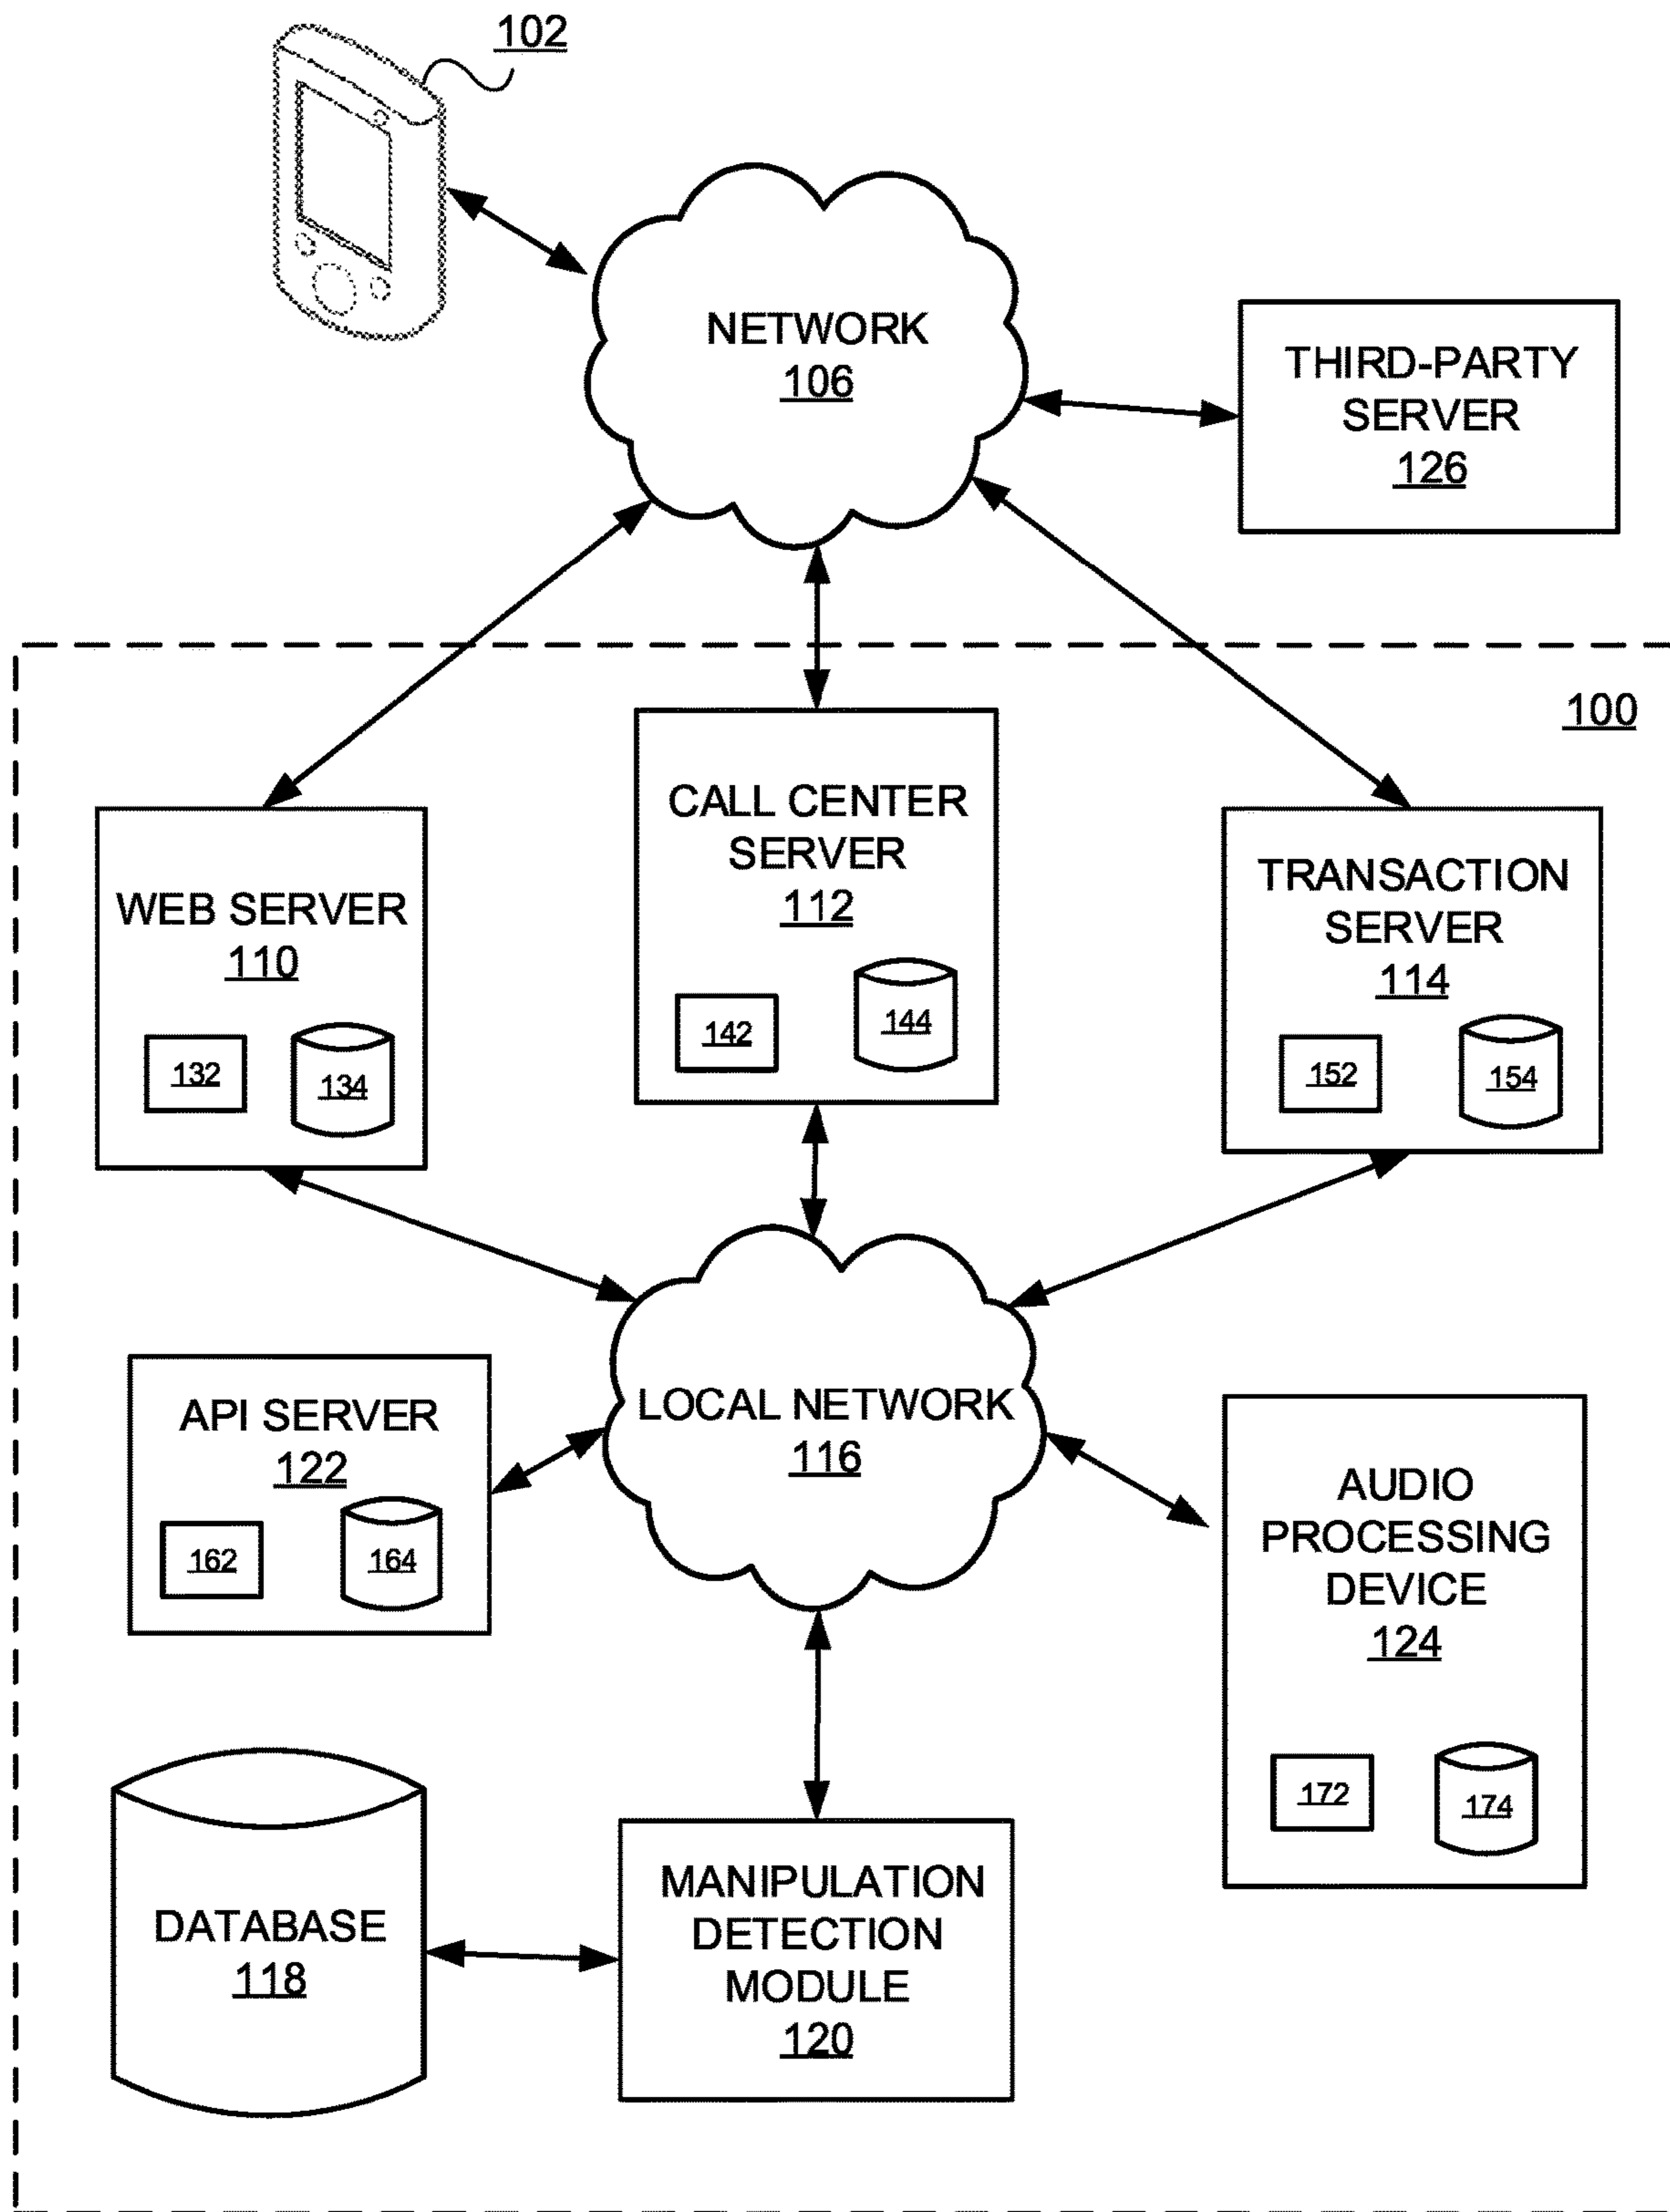 102
NETWORK
106
THIRD-PARTY
SERVER
126
100
WEB SERVER
110
132
134
CALL CENTER
SERVER
112
142
144
TRANSACTION
SERVER
114
152
154
API SERVER
122
162
164
LOCAL NETWORK
116
AUDIO
PROCESSING
DEVICE
124
172
174
DATABASE
118
MANIPULATION
DETECTION
MODULE
120